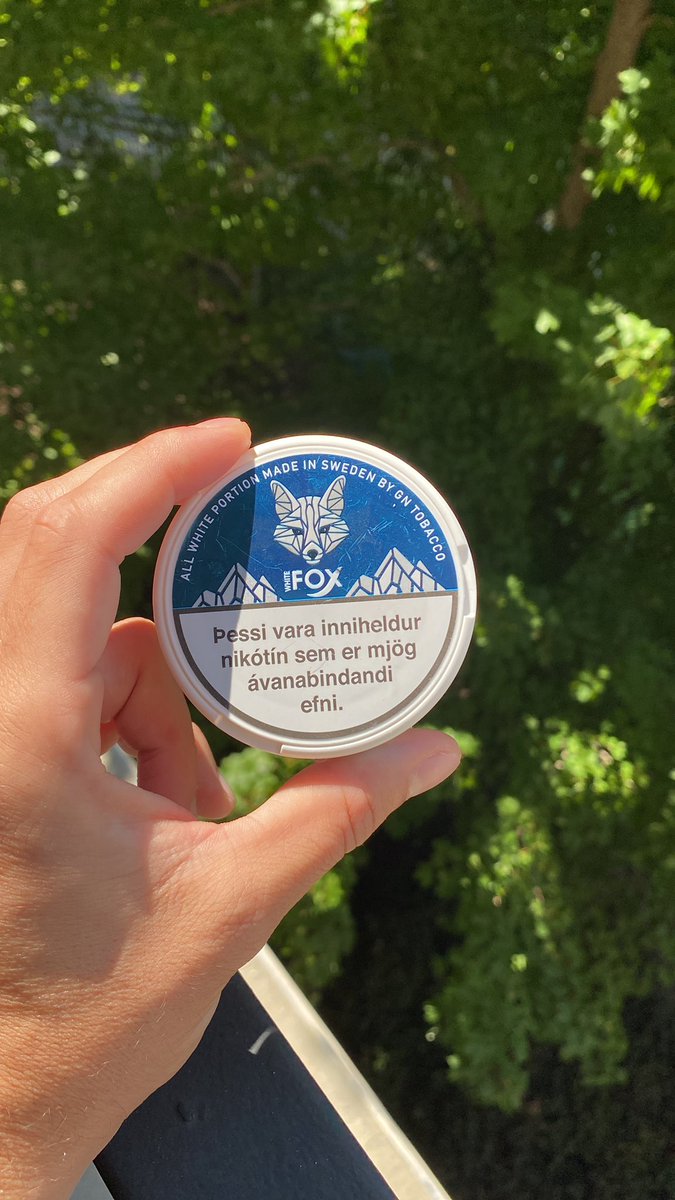 ALL WHITE PORTION MADE IN SWEDEN BY GN TOBACCO
WHITE
FOX
Þessi vara inniheldur
nikótín sem er mjög
ávanabindandi
efni.